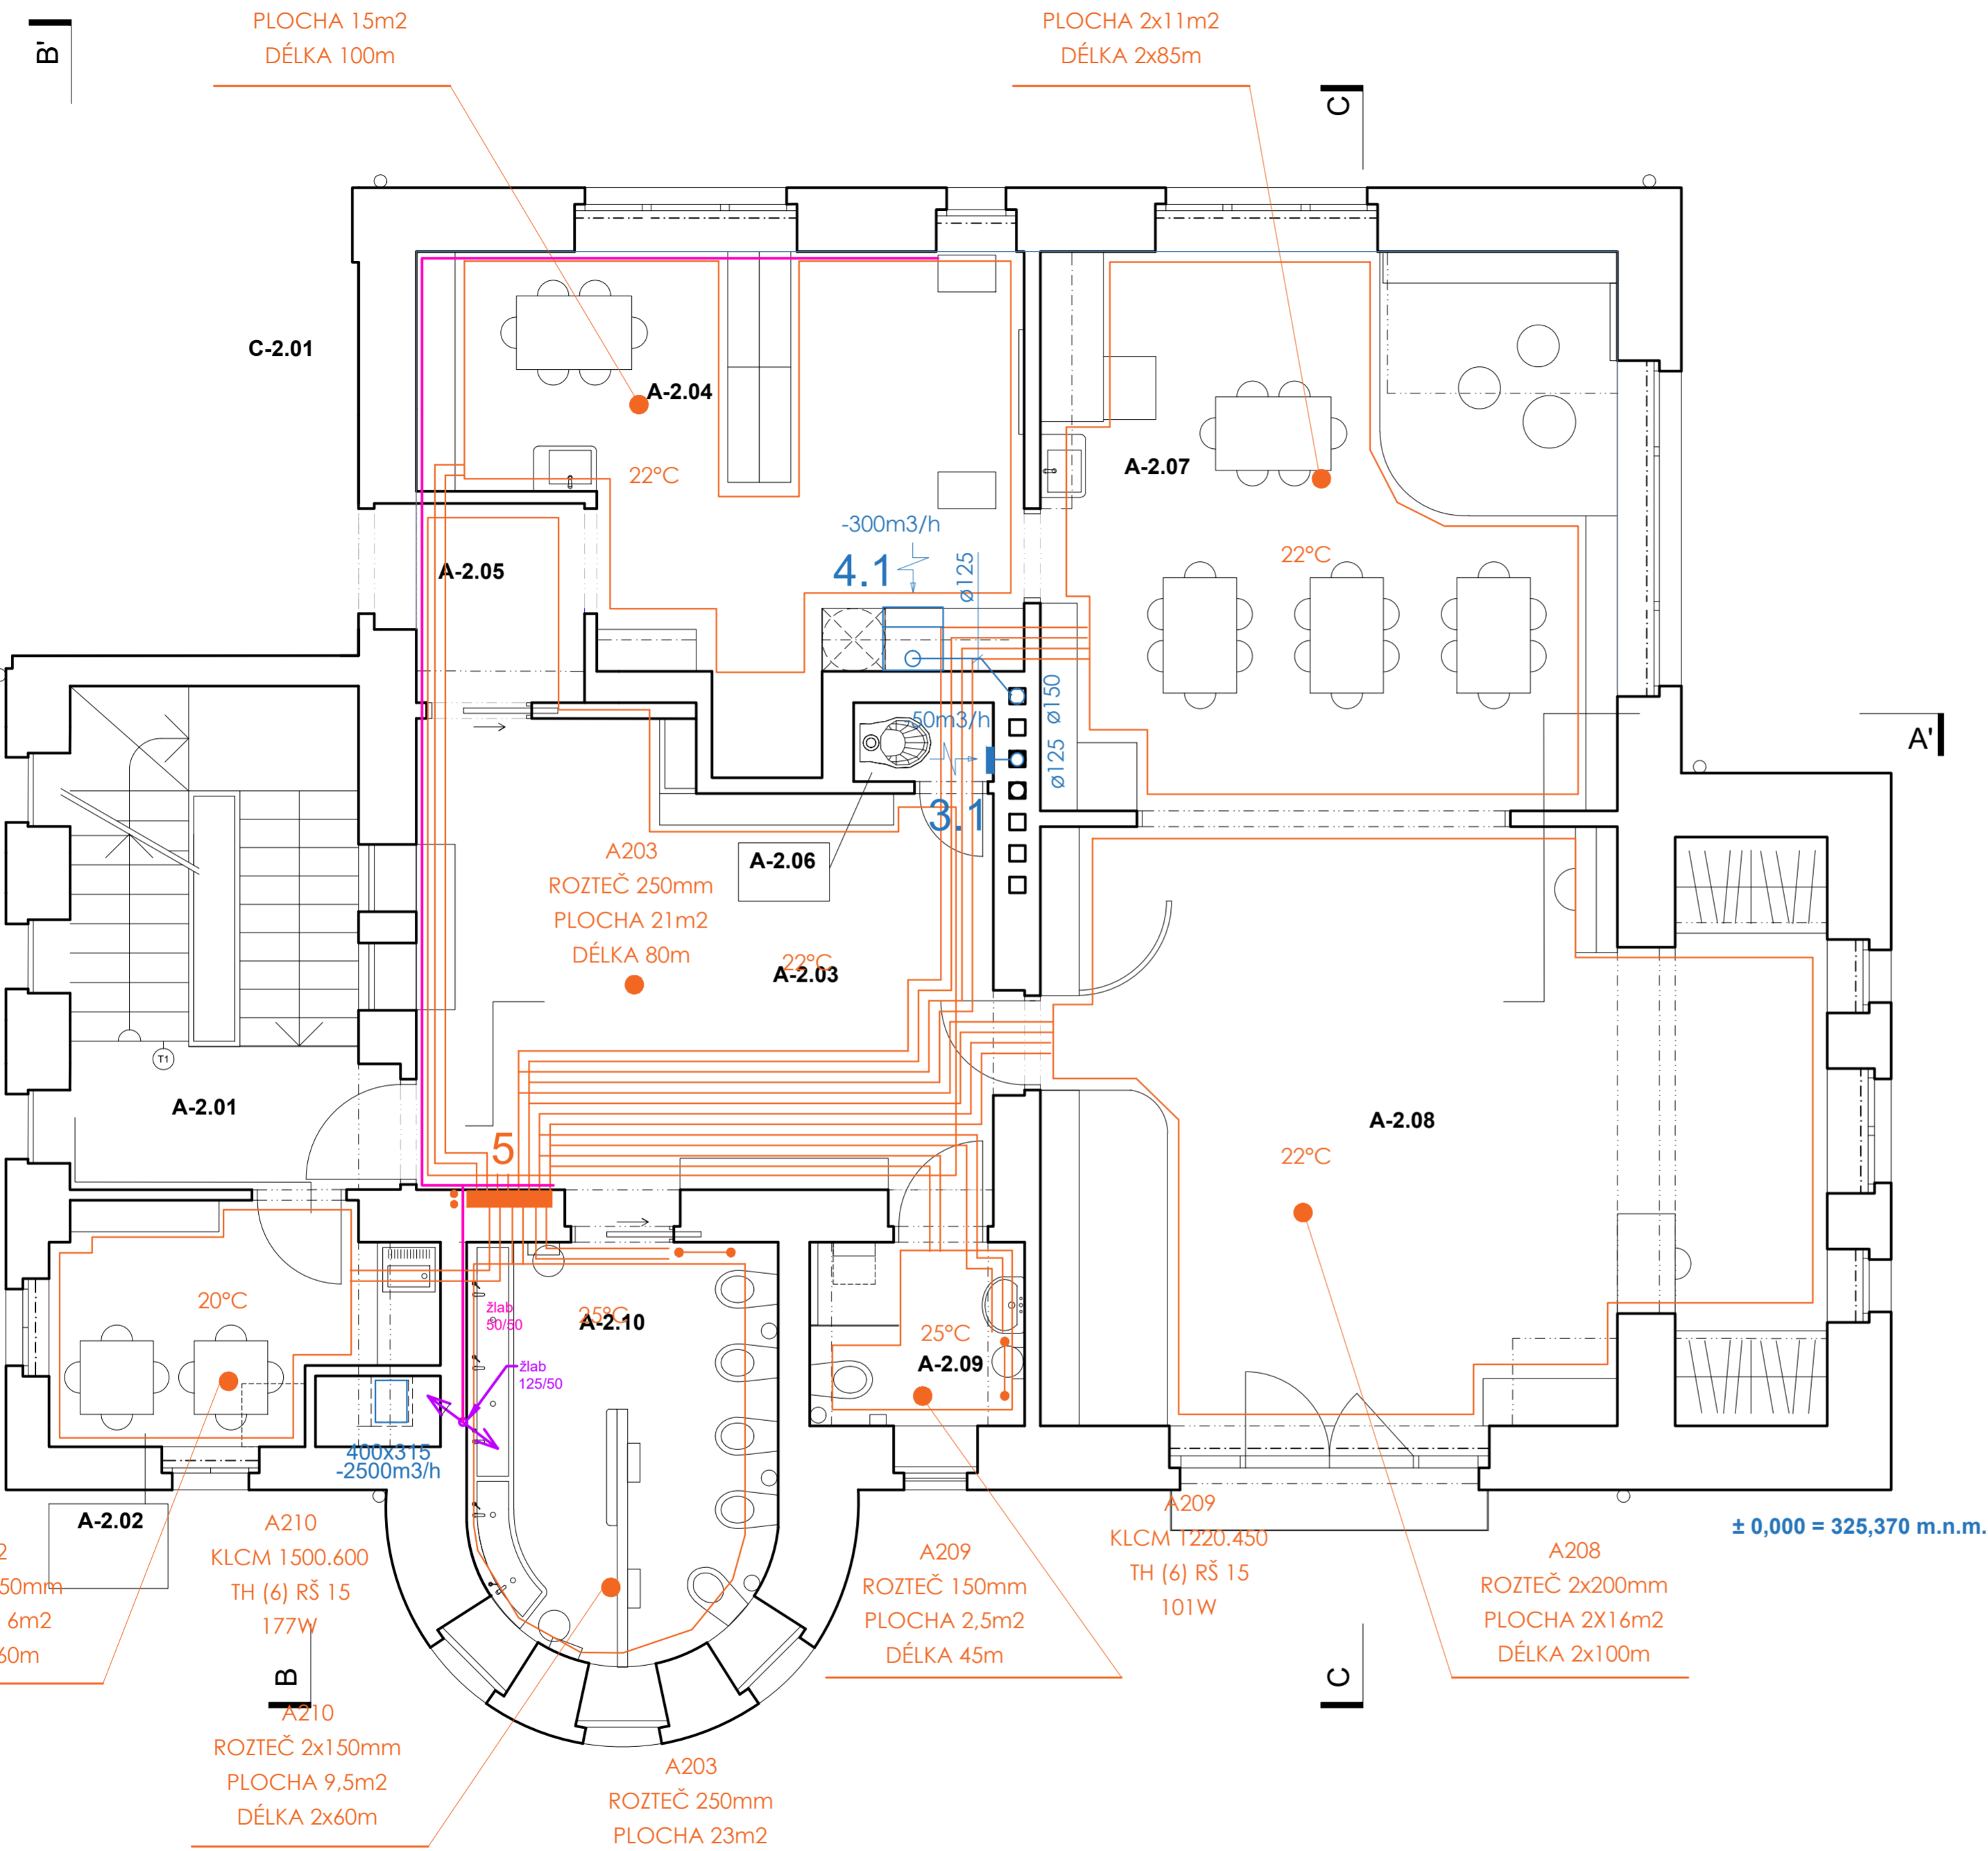 B'
PLOCHA 15m2
DÉLKA 100m
PLOCHA 2x11m2
DÉLKA 2x85m
C
C-2.01
A-2.04
22°C
A-2.07
22°C
-300m3/h
4.1
ø125
A-2.05
ø150
-50m3/h
ø125
3.1
A'
A203
ROZTEČ 250mm
PLOCHA 21m2
DÉLKA 80m
A-2.06
22°C
A-2.03
T1
A-2.01
5
A-2.08
22°C
20°C
žlab
50/50
25°C
A-2.10
žlab
125/50
25°C
A-2.09
400x315
-2500m3/h
A-2.02
± 0,000 = 325,370 m.n.m.
2
50mm
6m2
60m
A210
KLCM 1500.600
TH (6) RŠ 15
177W
A209
ROZTEČ 150mm
PLOCHA 2,5m2
DÉLKA 45m
A209
KLCM 1220.450
TH (6) RŠ 15
101W
A208
ROZTEČ 2x200mm
PLOCHA 2X16m2
DÉLKA 2x100m
B
C
A210
ROZTEČ 2x150mm
PLOCHA 9,5m2
DÉLKA 2x60m
A203
ROZTEČ 250mm
PLOCHA 23m2